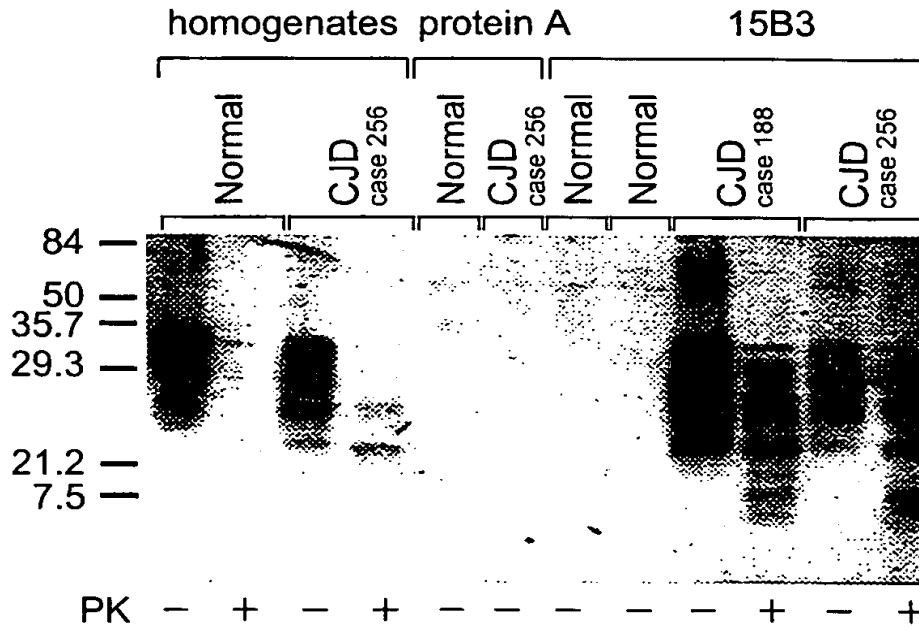 homogenates protein A 15B3
Normal
CJD
case 256
Normal
CJD
case 256
Normal
Normal
CJD
case 188
CJD
case 256
84
50
35.7
29.3
21.2
7.5
PK – + – + – – – – – + – +